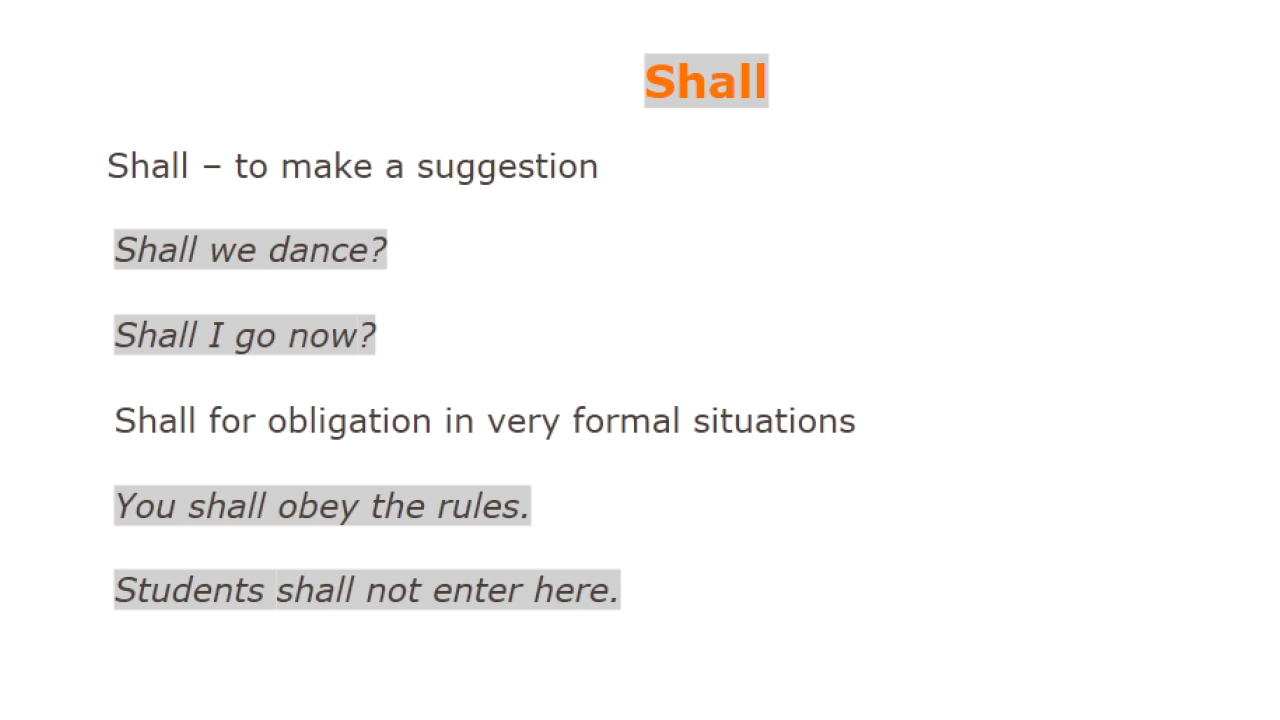 Shall
Shall – to make a suggestion
Shall we dance?
Shall I go now?
Shall for obligation in very formal situations
You shall obey the rules.
Students shall not enter here.